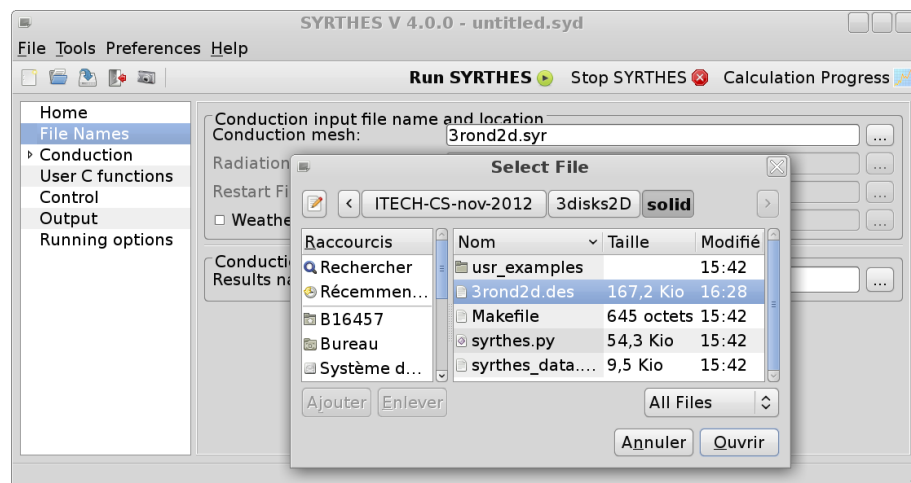 SYRTHES V 4.0.0 - untitled.syd
File Tools Preferences Help
Run SYRTHES Stop SYRTHES Calculation Progress
Home
File Names
Conduction
User C functions
Control
Output
Running options
Conduction input file name and location
Conduction mesh: 3rond2d.syr ...
Radiation ...
Restart Fi ...
Weathe ...
Conducti
Results na ...
Select File
ITECH-CS-nov-2012 3disks2D solid
Raccourcis
Rechercher
Récemmen...
B16457
Bureau
Système d...
Nom Taille Modifié
usr_examples 15:42
3rond2d.des 167,2 Kio 16:28
Makefile 645 octets 15:42
syrthes.py 54,3 Kio 15:42
syrthes_data.... 9,5 Kio 15:42
Ajouter Enlever
All Files
Annuler Ouvrir